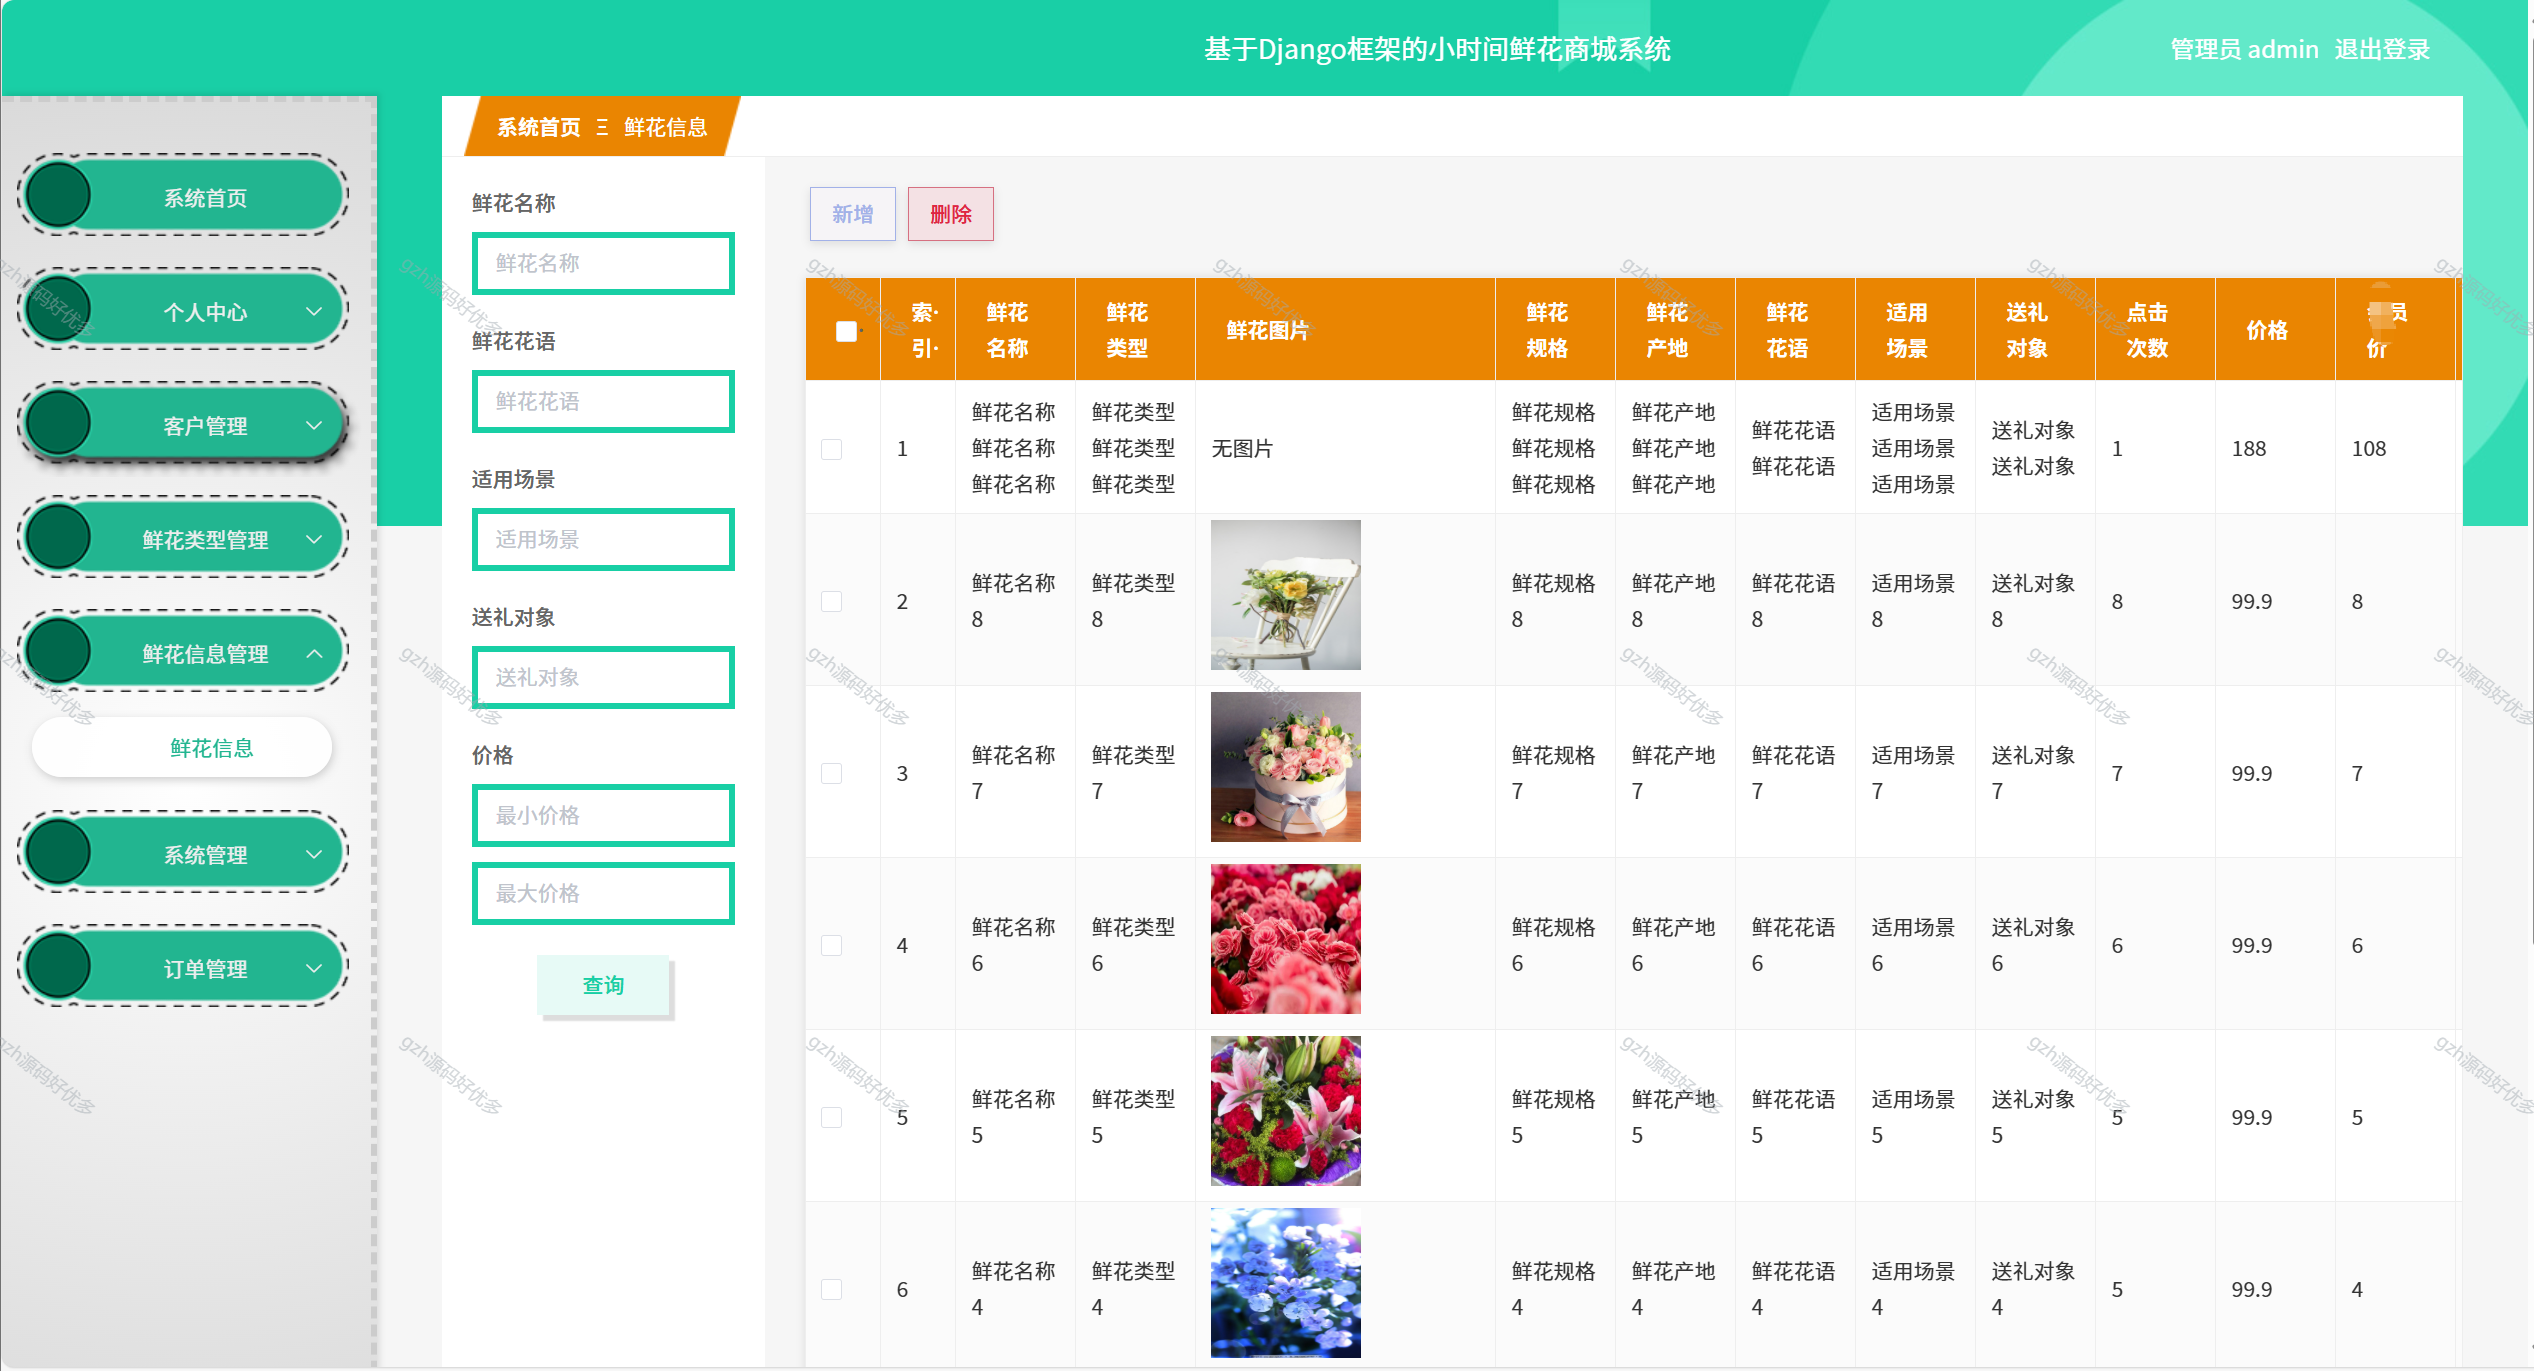 基于Django框架的小时间鲜花商城系统
管理员 admin 退出登录
系统首页
个人中心
客户管理
鲜花类型管理
鲜花信息管理
鲜花信息
系统管理
订单管理
系统首页 Ξ 鲜花信息
鲜花名称
鲜花名称
鲜花花语
鲜花花语
适用场景
适用场景
送礼对象
送礼对象
价格
最小价格
最大价格
查询
新增 删除
索引 鲜花名称 鲜花类型 鲜花图片 鲜花规格 鲜花产地 鲜花花语 适用场景 送礼对象 点击次数 价格 员价
1 鲜花名称鲜花名称鲜花名称 鲜花类型鲜花类型鲜花类型 无图片 鲜花规格鲜花规格鲜花规格 鲜花产地鲜花产地鲜花产地 鲜花花语鲜花花语 适用场景适用场景适用场景 送礼对象送礼对象 1 188 108
2 鲜花名称8 鲜花类型8 鲜花规格8 鲜花产地8 鲜花花语8 适用场景8 送礼对象8 8 99.9 8
3 鲜花名称7 鲜花类型7 鲜花规格7 鲜花产地7 鲜花花语7 适用场景7 送礼对象7 7 99.9 7
4 鲜花名称6 鲜花类型6 鲜花规格6 鲜花产地6 鲜花花语6 适用场景6 送礼对象6 6 99.9 6
5 鲜花名称5 鲜花类型5 鲜花规格5 鲜花产地5 鲜花花语5 适用场景5 送礼对象5 5 99.9 5
6 鲜花名称4 鲜花类型4 鲜花规格4 鲜花产地4 鲜花花语4 适用场景4 送礼对象4 5 99.9 4
gzh源码好优多